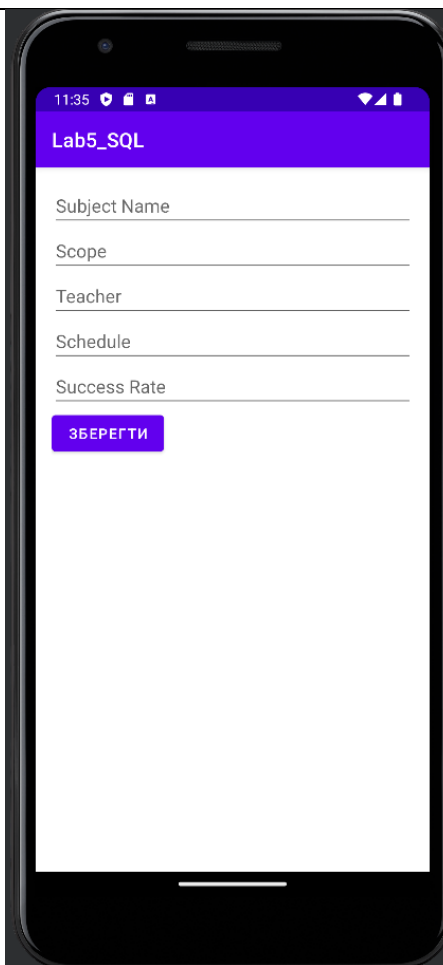 11:35
Lab5_SQL
Subject Name
Scope
Teacher
Schedule
Success Rate
ЗБЕРЕГТИ